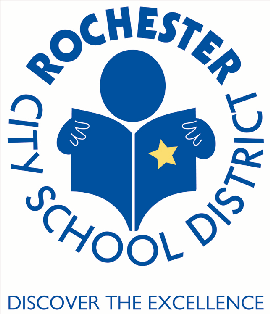 ROCHESTER
CITY SCHOOL DISTRICT
DISCOVER THE EXCELLENCE